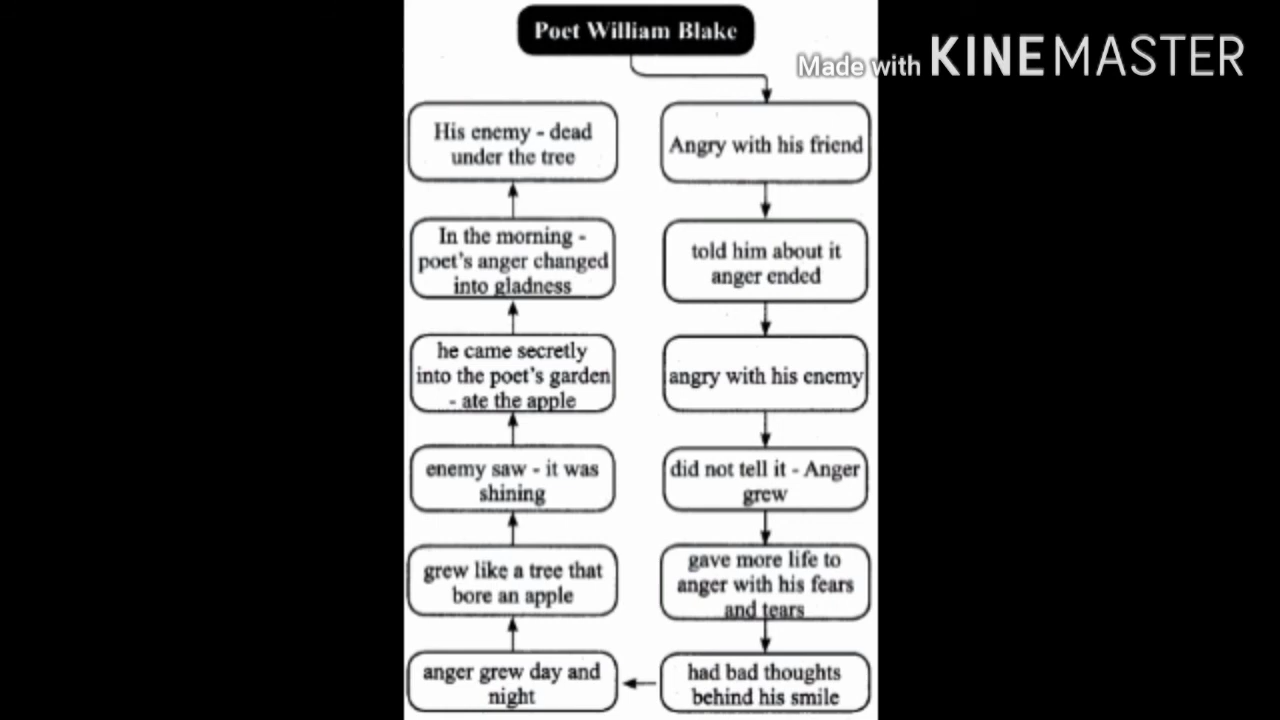 Poet William Blake
Made with KINEMASTER
Angry with his friend
told him about it
anger ended
angry with his enemy
did not tell it - Anger
grew
gave more life to
anger with his fears
and tears
had bad thoughts
behind his smile
anger grew day and
night
grew like a tree that
bore an apple
enemy saw - it was
shining
he came secretly
into the poet's garden
- ate the apple
In the morning -
poet's anger changed
into gladness
His enemy - dead
under the tree